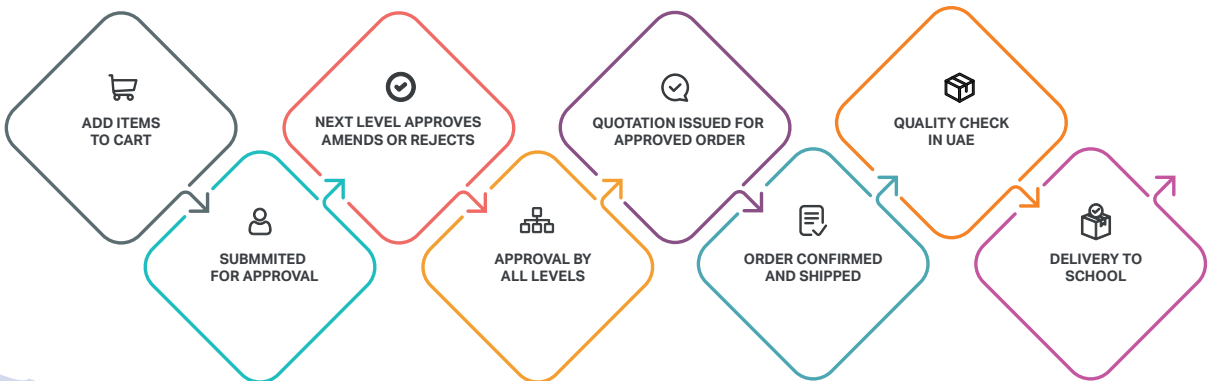 ADD ITEMS
TO CART
SUBMMITED
FOR APPROVAL
NEXT LEVEL APPROVES
AMENDS OR REJECTS
APPROVAL BY
ALL LEVELS
QUOTATION ISSUED FOR
APPROVED ORDER
ORDER CONFIRMED
AND SHIPPED
QUALITY CHECK
IN UAE
DELIVERY TO
SCHOOL